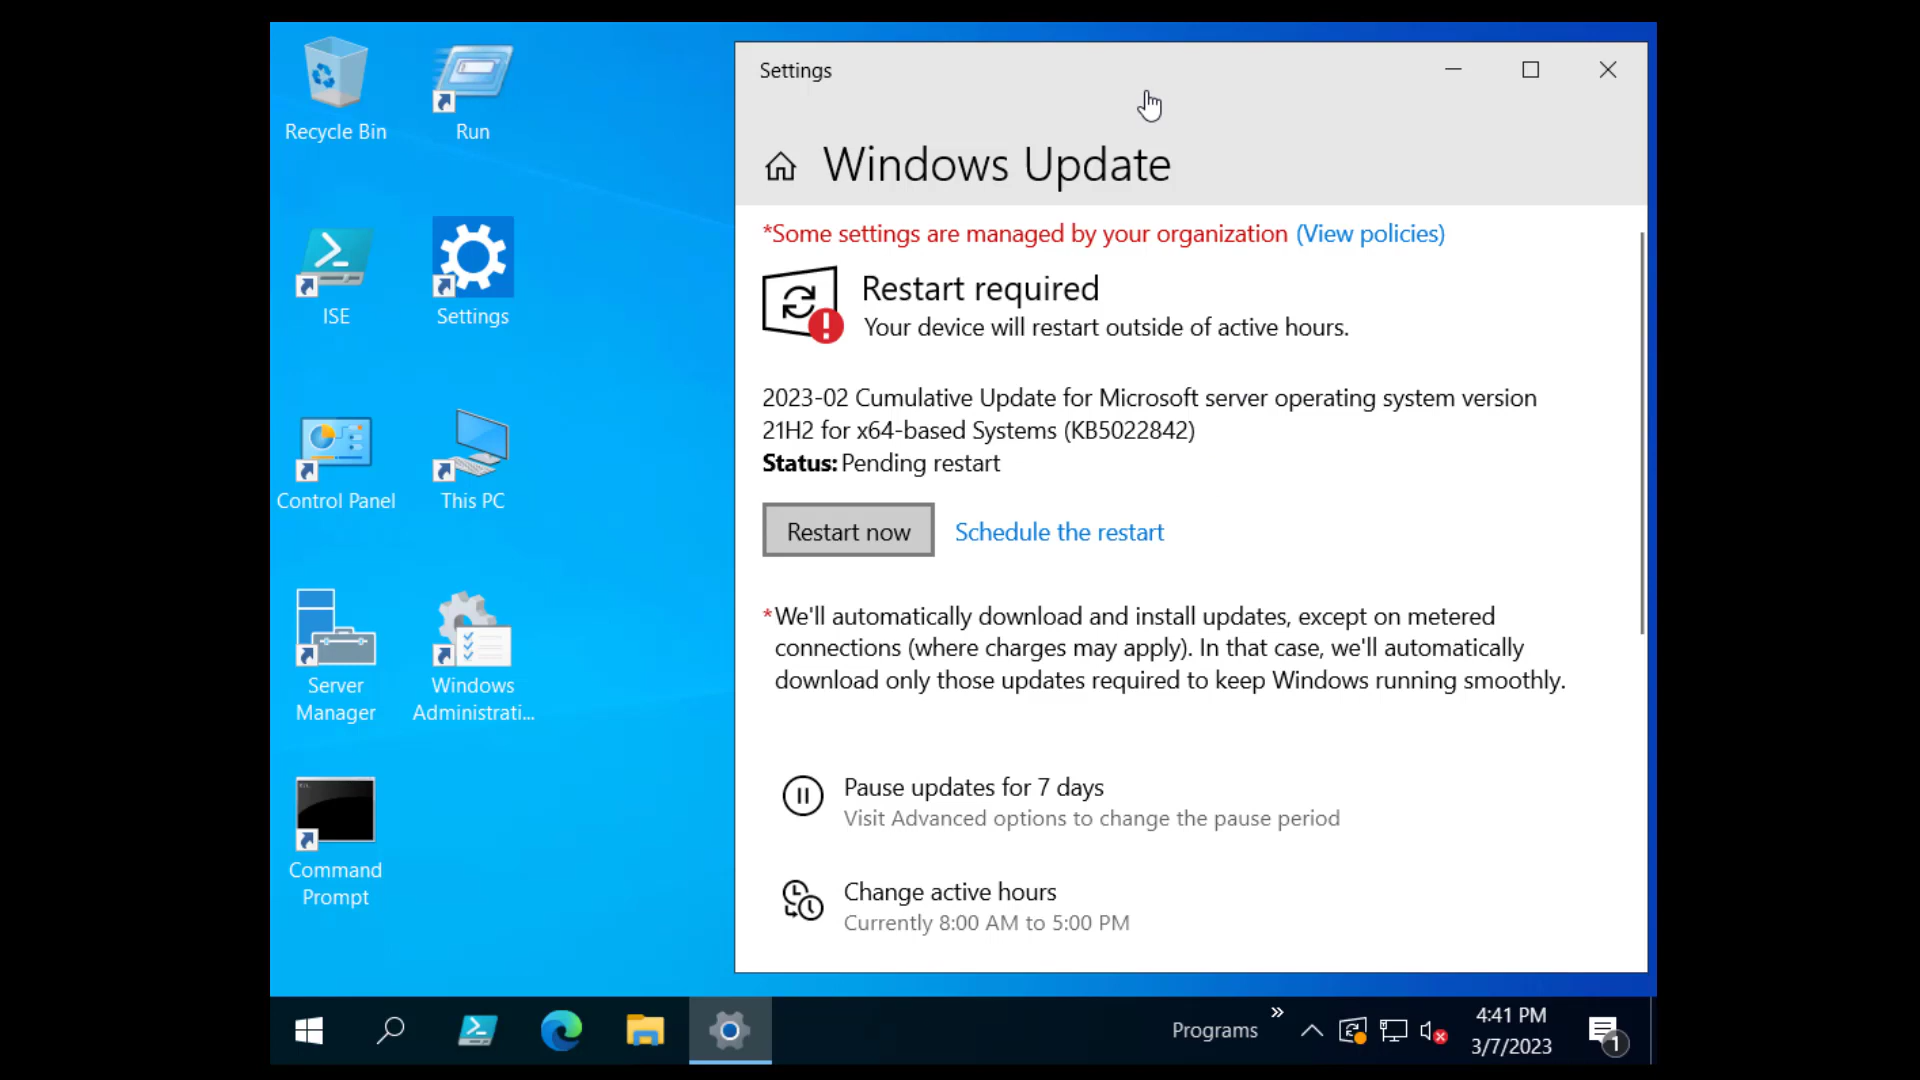 Recycle Bin
Run
ISE
Settings
Control Panel
This PC
Server
Manager
Windows
Administrati...
Command
Prompt
Settings
Windows Update
*Some settings are managed by your organization (View policies)
Restart required
Your device will restart outside of active hours.
2023-02 Cumulative Update for Microsoft server operating system version
21H2 for x64-based Systems (KB5022842)
Status: Pending restart
Restart now
Schedule the restart
*We'll automatically download and install updates, except on metered
connections (where charges may apply). In that case, we'll automatically
download only those updates required to keep Windows running smoothly.
Pause updates for 7 days
Visit Advanced options to change the pause period
Change active hours
Currently 8:00 AM to 5:00 PM
Programs
4:41 PM
3/7/2023
1